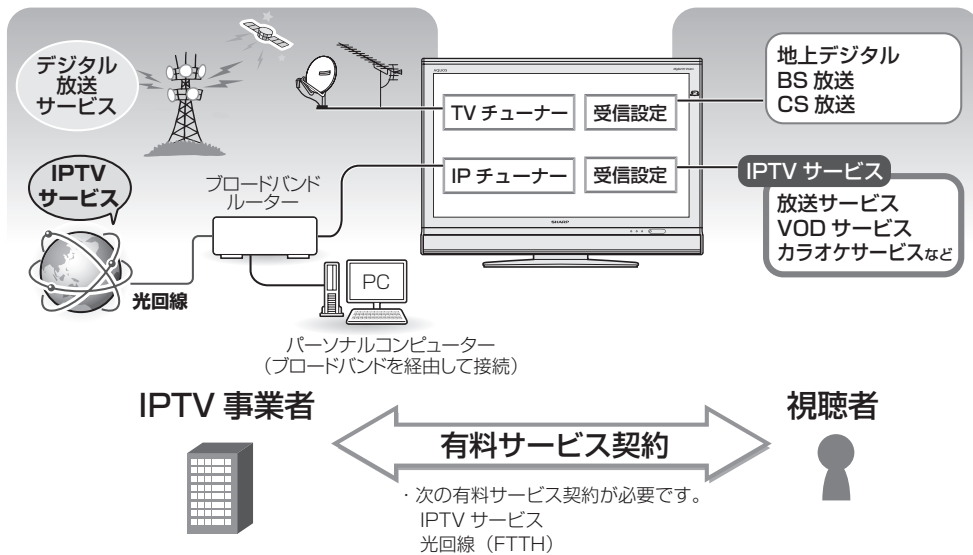 デジタル
放送
サービス
TV チューナー
受信設定
地上デジタル
BS 放送
CS 放送
IPTV
サービス
ブロードバンド
ルーター
IP チューナー
受信設定
IPTV サービス
放送サービス
VOD サービス
カラオケサービスなど
SHARP
光回線
PC
パーソナルコンピューター
（ブロードバンドを経由して接続）
IPTV 事業者
有料サービス契約
視聴者
・次の有料サービス契約が必要です。
IPTV サービス
光回線（FTTH）